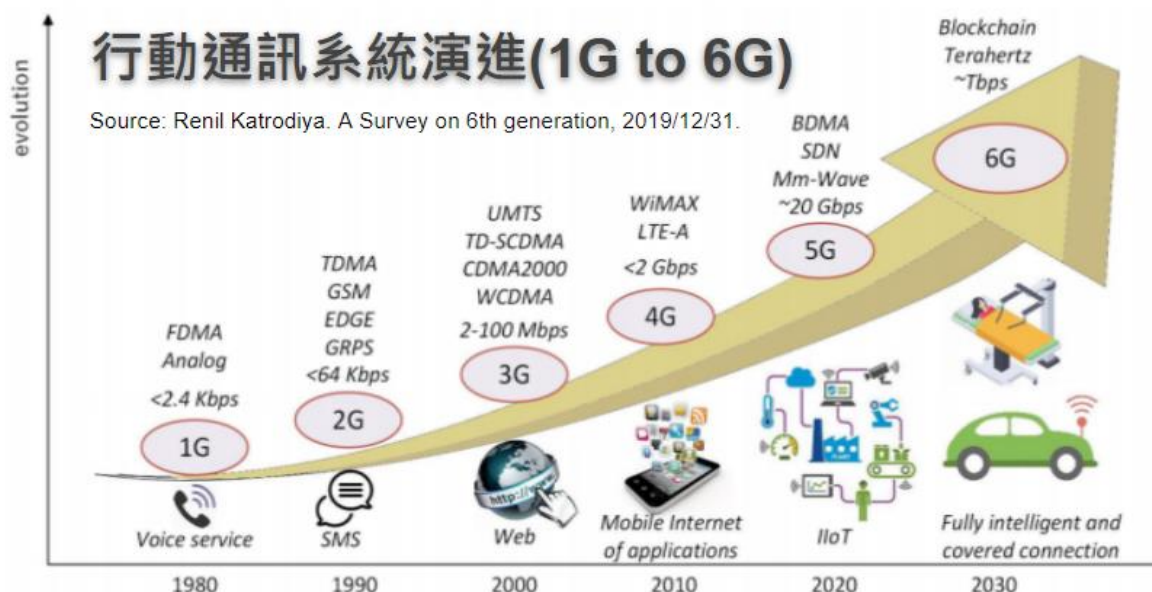 行動通訊系統演進(1G to 6G)
Source: Renil Katrodiya. A Survey on 6th generation, 2019/12/31.
evolution
FDMA
Analog
<2.4 Kbps
1G
Voice service
1980
TDMA
GSM
EDGE
GRPS
<64 Kbps
2G
SMS
1990
UMTS
TD-SCDMA
CDMA2000
WCDMA
2-100 Mbps
3G
http://www.
Web
2000
WiMAX
LTE-A
<2 Gbps
4G
Mobile Internet
of applications
2010
BDMA
SDN
Mm-Wave
~20 Gbps
5G
PLANT
IIoT
2020
Blockchain
Terahertz
~Tbps
6G
Fully intelligent and
covered connection
2030